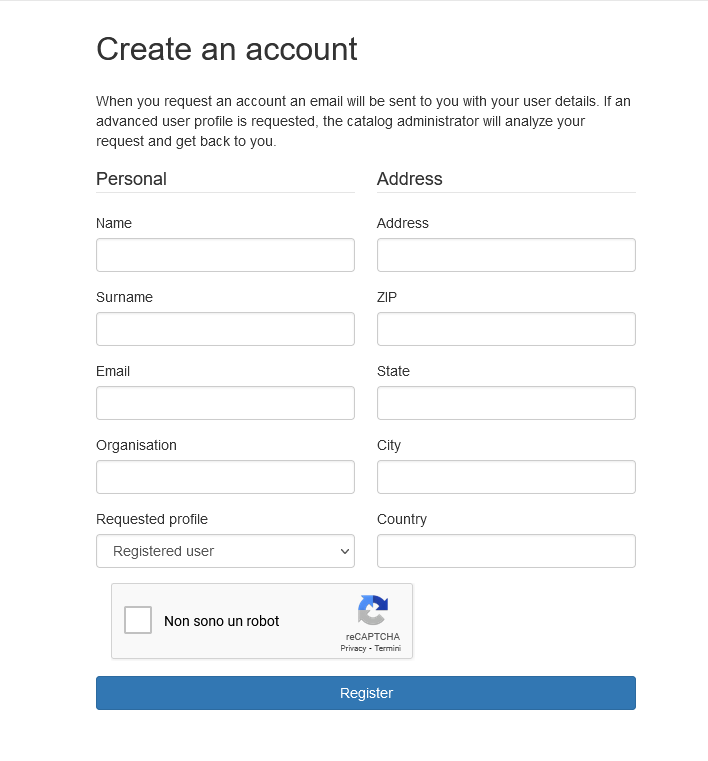 Create an account
When you request an account an email will be sent to you with your user details. If an
advanced user profile is requested, the catalog administrator will analyze your
request and get back to you.
Personal
Address
Name
Address
Surname
ZIP
Email
State
Organisation
City
Requested profile
Country
Registered user
Non sono un robot
reCAPTCHA
Privacy - Termini
Register